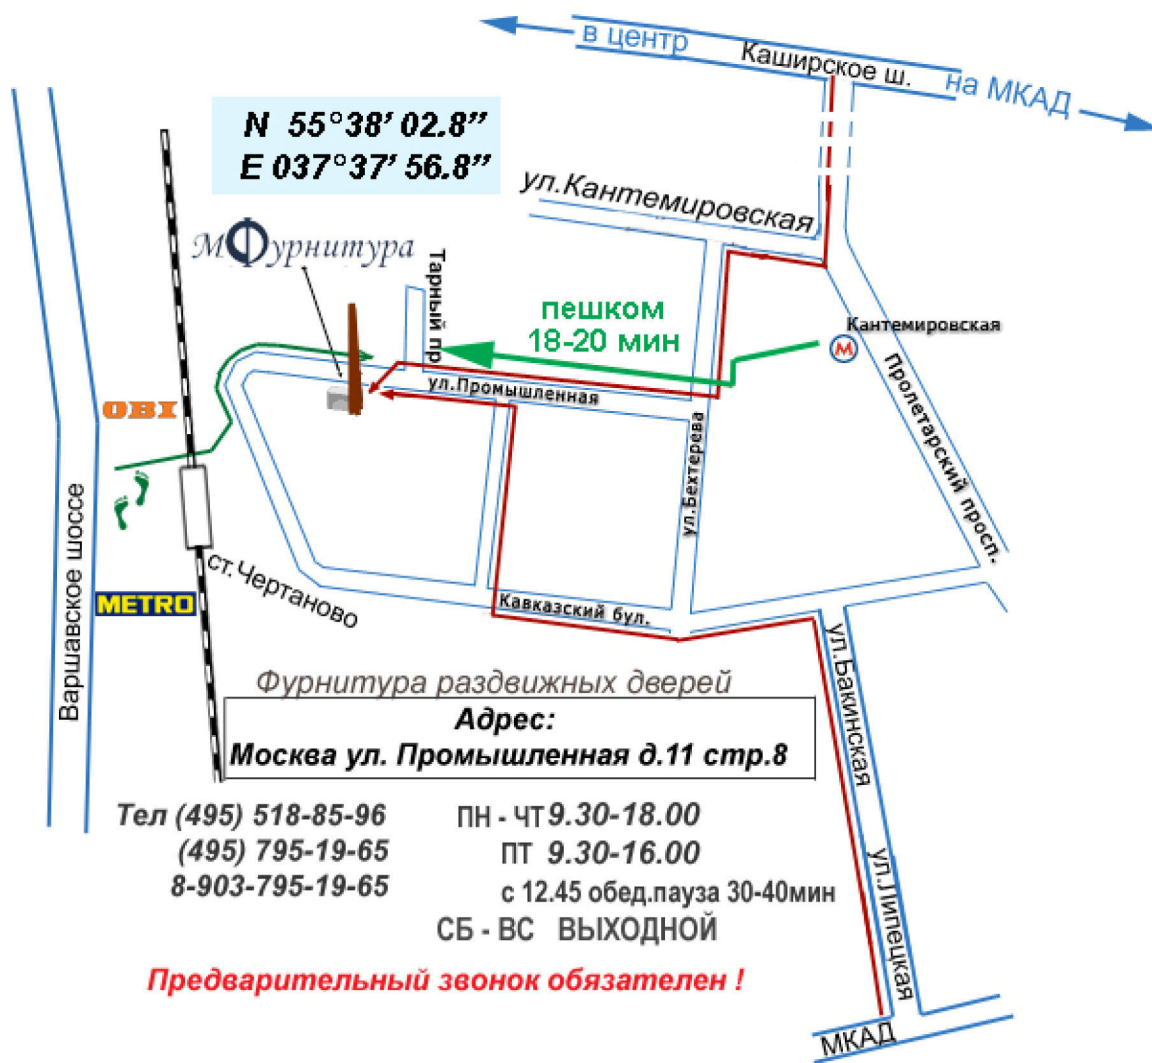 в центр
Каширское ш.
на МКАД
N 55°38' 02.8”
E 037°37' 56.8”
ул.Кантемировская
МФурнитура
Тарный пр
пешком
18-20 мин
Кантемировская
М
ул.Промышленная
Пролетарский просп.
OBI
ул.Бехтерева
Варшавское шоссе
METRO
ст.Чертаново
Кавказский бул.
ул.Бакинская
Фурнитура раздвижных дверей
Адрес:
Москва ул. Промышленная д.11 стр.8
Тел (495) 518-85-96
(495) 795-19-65
8-903-795-19-65
ПН - ЧТ 9.30-18.00
ПТ 9.30-16.00
с 12.45 обед.пауза 30-40мин
СБ - ВС ВЫХОДНОЙ
ул.Липецкая
Предварительный звонок обязателен !
МКАД